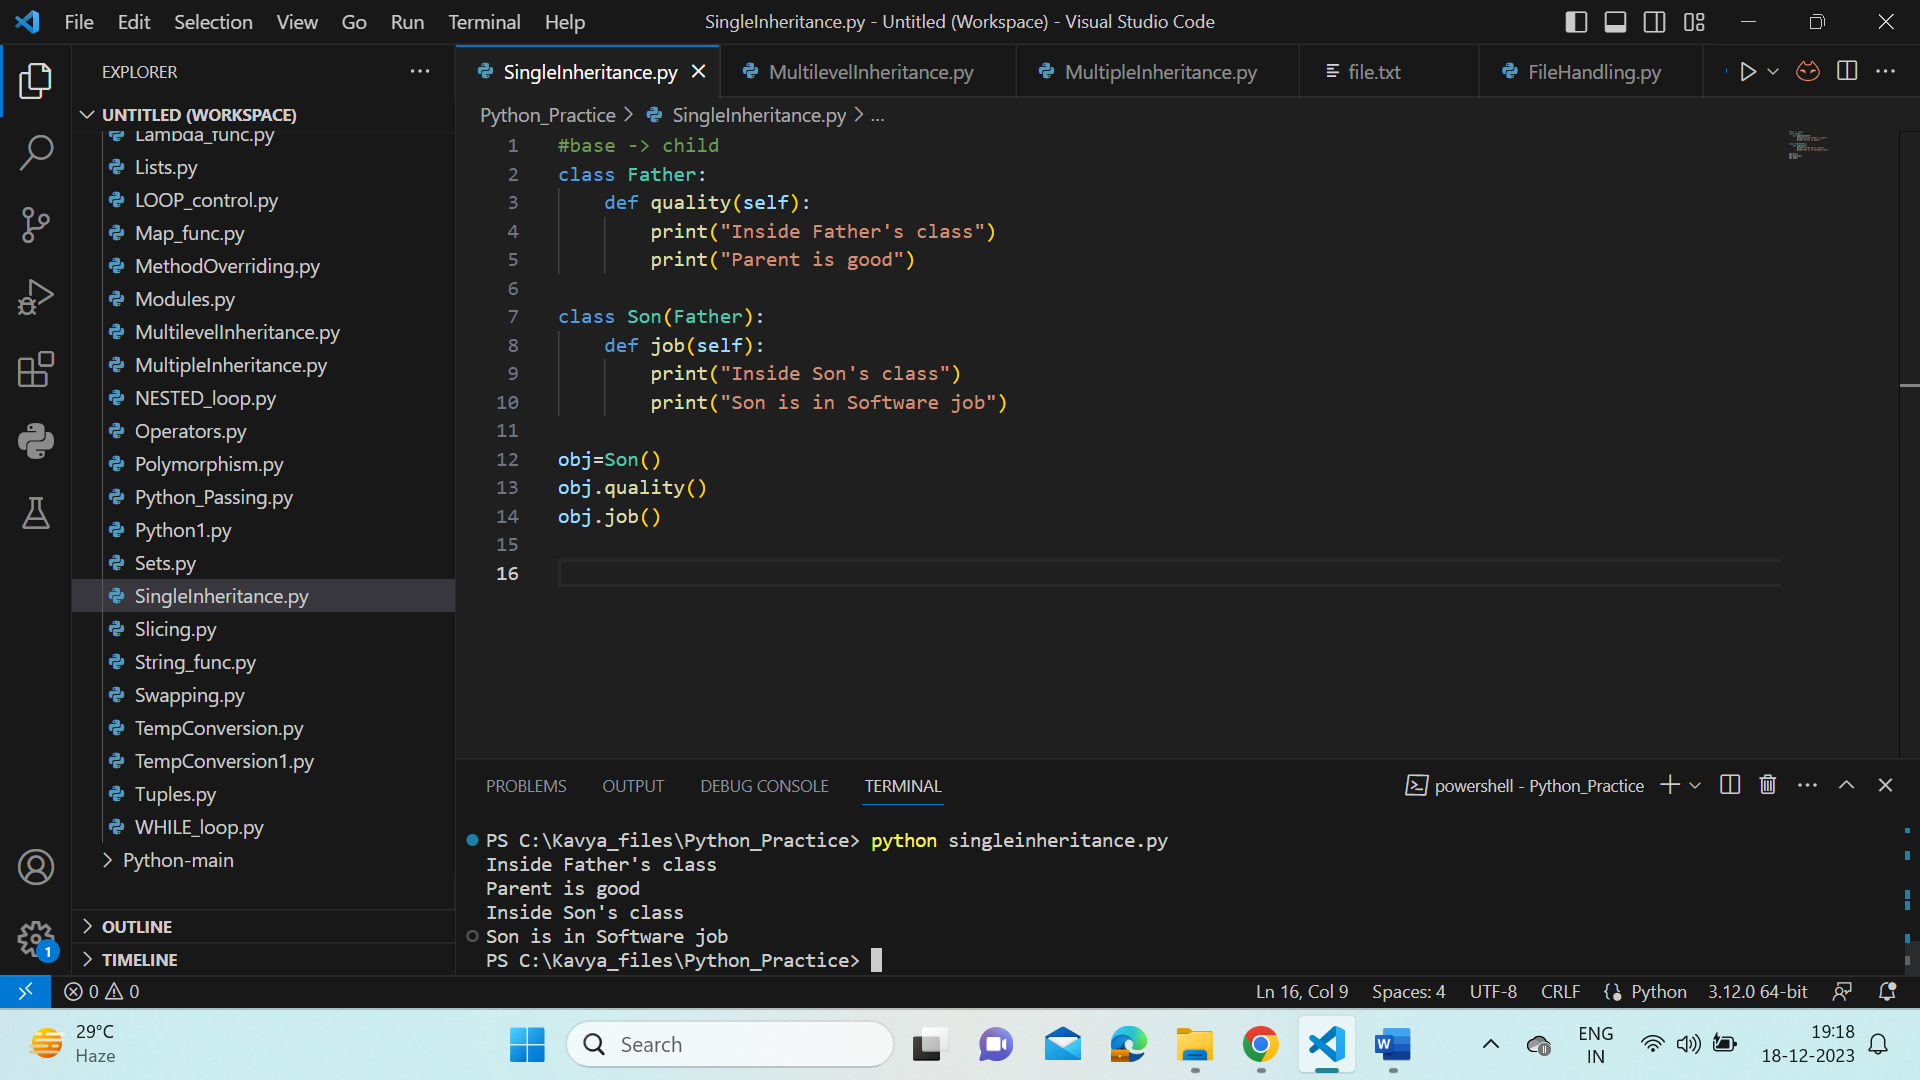 File Edit Selection View Go Run Terminal Help
SingleInheritance.py - Untitled (Workspace) - Visual Studio Code
EXPLORER
UNTITLED (WORKSPACE)
Lambda_func.py
Lists.py
LOOP_control.py
Map_func.py
MethodOverriding.py
Modules.py
MultilevelInheritance.py
MultipleInheritance.py
NESTED_loop.py
Operators.py
Polymorphism.py
Python_Passing.py
Python1.py
Sets.py
SingleInheritance.py
Slicing.py
String_func.py
Swapping.py
TempConversion.py
TempConversion1.py
Tuples.py
WHILE_loop.py
Python-main
OUTLINE
TIMELINE
1
SingleInheritance.py MultilevelInheritance.py MultipleInheritance.py file.txt FileHandling.py
Python_Practice > SingleInheritance.py > ...
1 #base -> child
2 class Father:
3 def quality(self):
4 print("Inside Father's class")
5 print("Parent is good")
6
7 class Son(Father):
8 def job(self):
9 print("Inside Son's class")
10 print("Son is in Software job")
11
12 obj=Son()
13 obj.quality()
14 obj.job()
15
16
PROBLEMS OUTPUT DEBUG CONSOLE TERMINAL
powershell - Python_Practice
PS C:\Kavya_files\Python_Practice> python singleinheritance.py
Inside Father's class
Parent is good
Inside Son's class
Son is in Software job
PS C:\Kavya_files\Python_Practice>
0 0 Ln 16, Col 9 Spaces: 4 UTF-8 CRLF Python 3.12.0 64-bit
29°C
Haze
Search
ENG
IN
19:18
18-12-2023